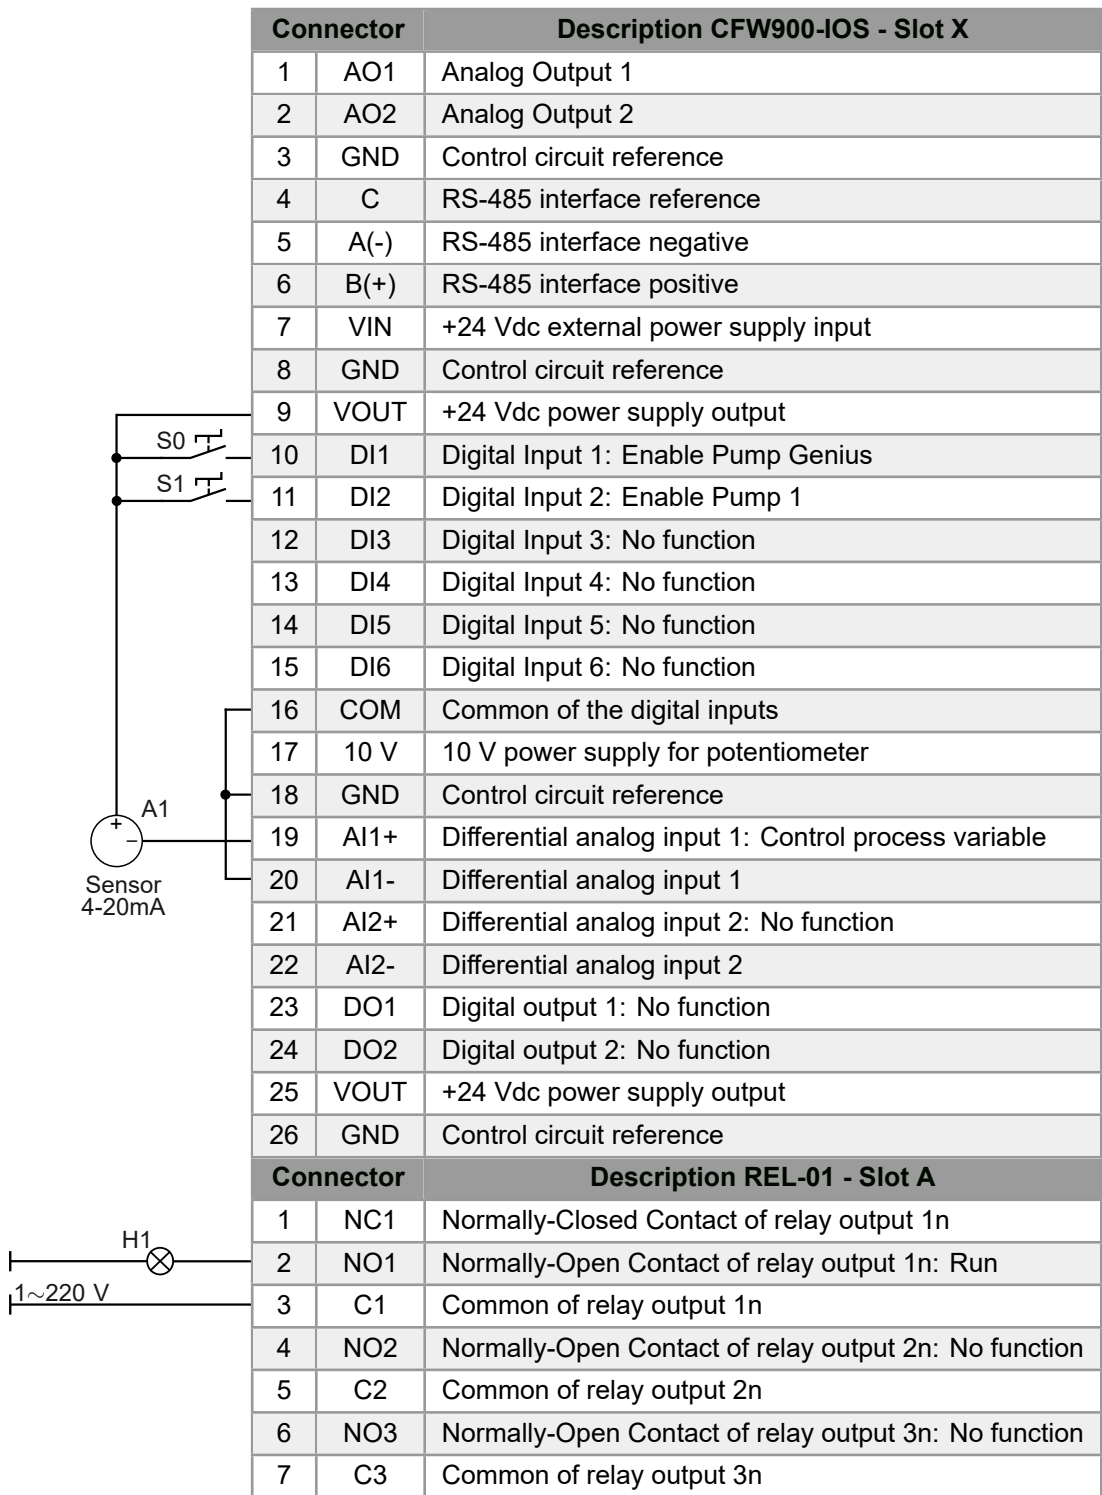 Connector Description CFW900-IOS - Slot X
1 AO1 Analog Output 1
2 AO2 Analog Output 2
3 GND Control circuit reference
4 C RS-485 interface reference
5 A(-) RS-485 interface negative
6 B(+) RS-485 interface positive
7 VIN +24 Vdc external power supply input
8 GND Control circuit reference
9 VOUT +24 Vdc power supply output
S0 10 DI1 Digital Input 1: Enable Pump Genius
S1 11 DI2 Digital Input 2: Enable Pump 1
12 DI3 Digital Input 3: No function
13 DI4 Digital Input 4: No function
14 DI5 Digital Input 5: No function
15 DI6 Digital Input 6: No function
16 COM Common of the digital inputs
17 10 V 10 V power supply for potentiometer
18 GND Control circuit reference
A1
+
− 19 AI1+ Differential analog input 1: Control process variable
Sensor
4-20mA
20 AI1- Differential analog input 1
21 AI2+ Differential analog input 2: No function
22 AI2- Differential analog input 2
23 DO1 Digital output 1: No function
24 DO2 Digital output 2: No function
25 VOUT +24 Vdc power supply output
26 GND Control circuit reference
Connector Description REL-01 - Slot A
1 NC1 Normally-Closed Contact of relay output 1n
H1 2 NO1 Normally-Open Contact of relay output 1n: Run
1~220 V 3 C1 Common of relay output 1n
4 NO2 Normally-Open Contact of relay output 2n: No function
5 C2 Common of relay output 2n
6 NO3 Normally-Open Contact of relay output 3n: No function
7 C3 Common of relay output 3n